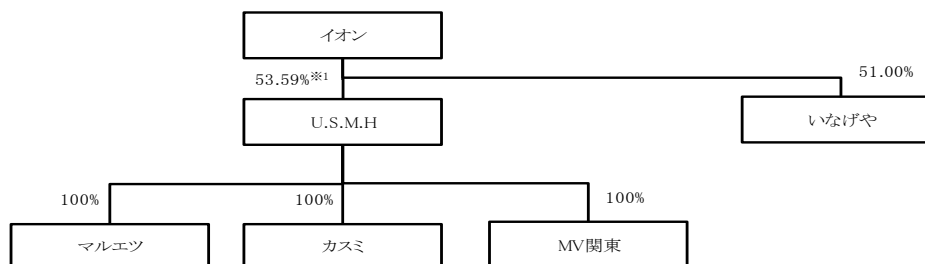 イオン
53.59%※1
51.00%
U.S.M.H
いなげや
100%
100%
100%
マルエツ
カスミ
MV関東